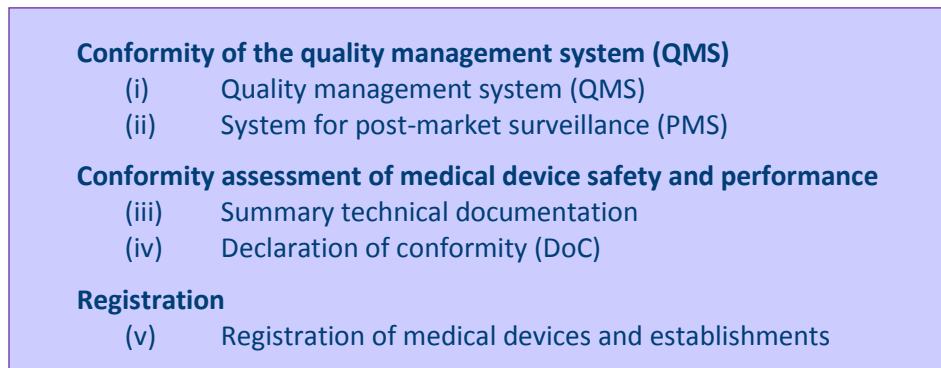 Conformity of the quality management system (QMS)
(i) Quality management system (QMS)
(ii) System for post-market surveillance (PMS)
Conformity assessment of medical device safety and performance
(iii) Summary technical documentation
(iv) Declaration of conformity (DoC)
Registration
(v) Registration of medical devices and establishments